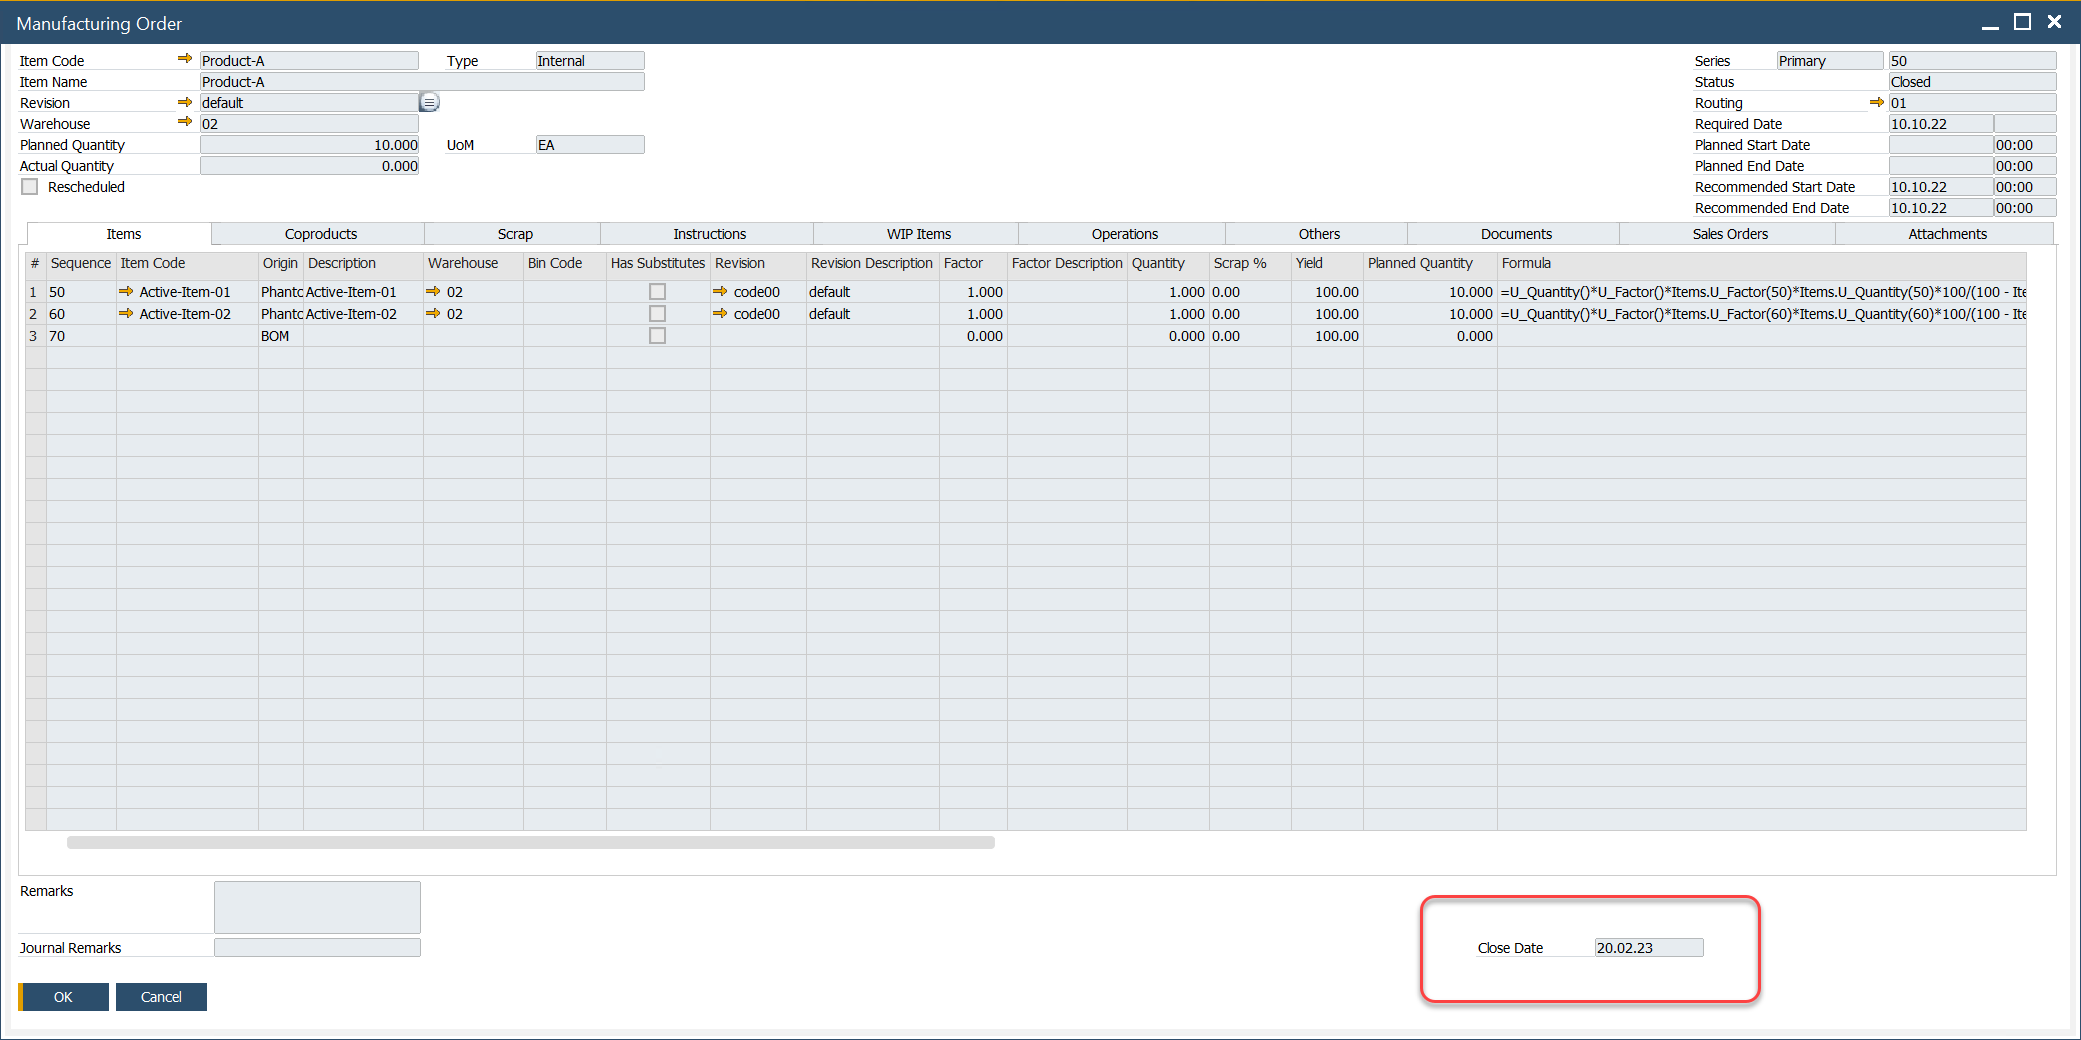 Manufacturing Order
Item Code Product-A Type Internal
Item Name Product-A
Revision default
Warehouse 02
Planned Quantity 10.000 UoM EA
Actual Quantity 0.000
Rescheduled
Series Primary 50
Status Closed
Routing 01
Required Date 10.10.22
Planned Start Date 00:00
Planned End Date 00:00
Recommended Start Date 10.10.22 00:00
Recommended End Date 10.10.22 00:00
Items Coproducts Scrap Instructions WIP Items Operations Others Documents Sales Orders Attachments
# Sequence Item Code Origin Description Warehouse Bin Code Has Substitutes Revision Revision Description Factor Factor Description Quantity Scrap % Yield Planned Quantity Formula
1 50 Active-Item-01 Phantc Active-Item-01 02 code00 default 1.000 1.000 0.00 100.00 10.000 =U_Quantity()*U_Factor()*Items.U_Factor(50)*Items.U_Quantity(50)*100/(100 - Ite
2 60 Active-Item-02 Phantc Active-Item-02 02 code00 default 1.000 1.000 0.00 100.00 10.000 =U_Quantity()*U_Factor()*Items.U_Factor(60)*Items.U_Quantity(60)*100/(100 - Ite
3 70 BOM 0.000 0.000 0.00 100.00 0.000
Remarks
Journal Remarks
Close Date 20.02.23
OK Cancel